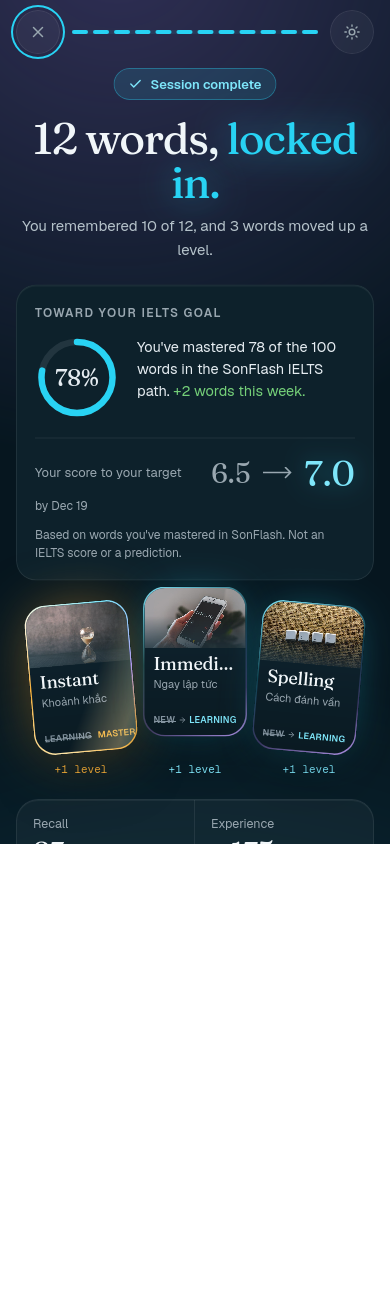 Session complete
12 words, locked
in.
You remembered 10 of 12, and 3 words moved up a
level.
TOWARD YOUR IELTS GOAL
78%
You've mastered 78 of the 100
words in the SonFlash IELTS
path. +2 words this week.
Your score to your target
6.5 → 7.0
by Dec 19
Based on words you've mastered in SonFlash. Not an
IELTS score or a prediction.
Instant
Khoảnh khắc
LEARNING MASTER
+1 level
Immedi...
Ngay lập tức
NEW → LEARNING
+1 level
Spelling
Cách đánh vần
NEW → LEARNING
+1 level
Recall
Experience